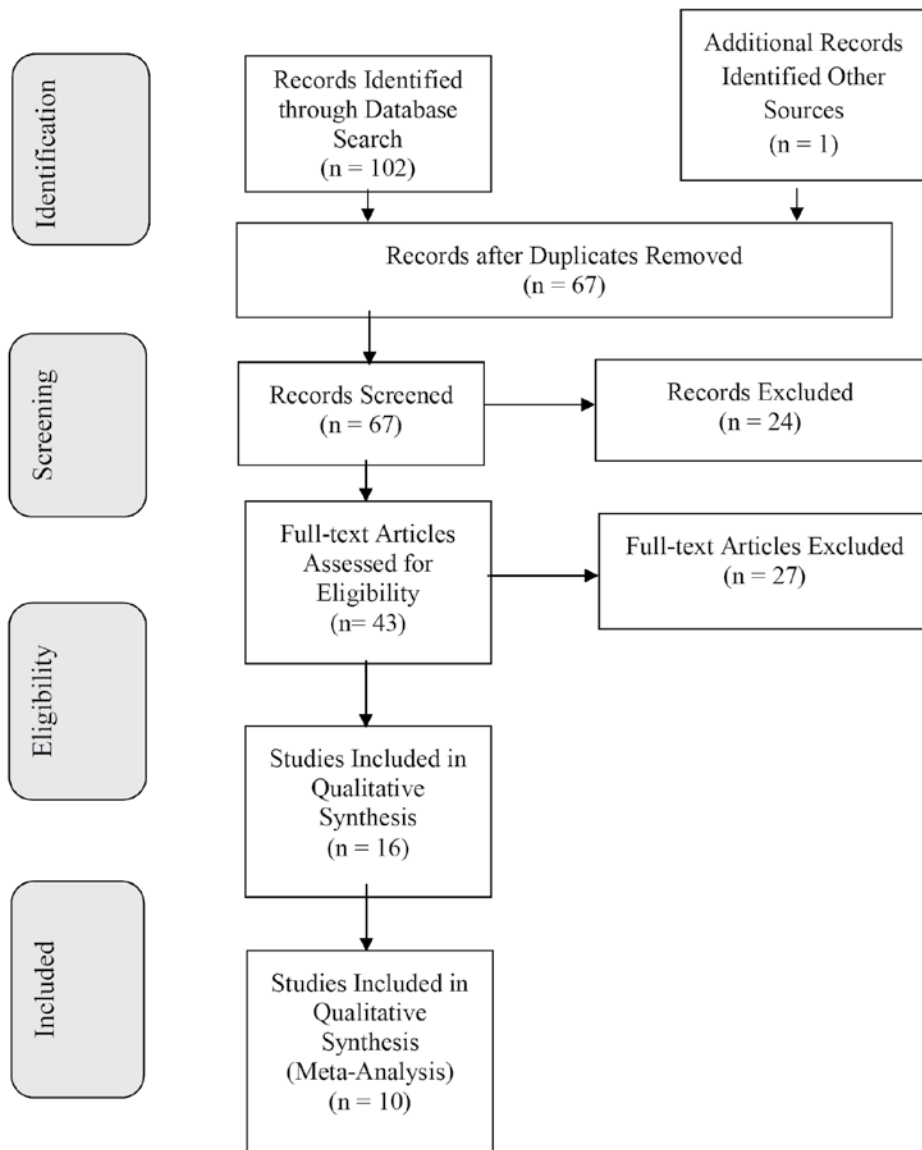 Identification
Records Identified
through Database
Search
(n = 102)
Additional Records
Identified Other
Sources
(n = 1)
Records after Duplicates Removed
(n = 67)
Screening
Records Screened
(n = 67)
Records Excluded
(n = 24)
Full-text Articles
Assessed for
Eligibility
(n= 43)
Full-text Articles Excluded
(n = 27)
Eligibility
Studies Included in
Qualitative
Synthesis
(n = 16)
Included
Studies Included in
Qualitative
Synthesis
(Meta-Analysis)
(n = 10)